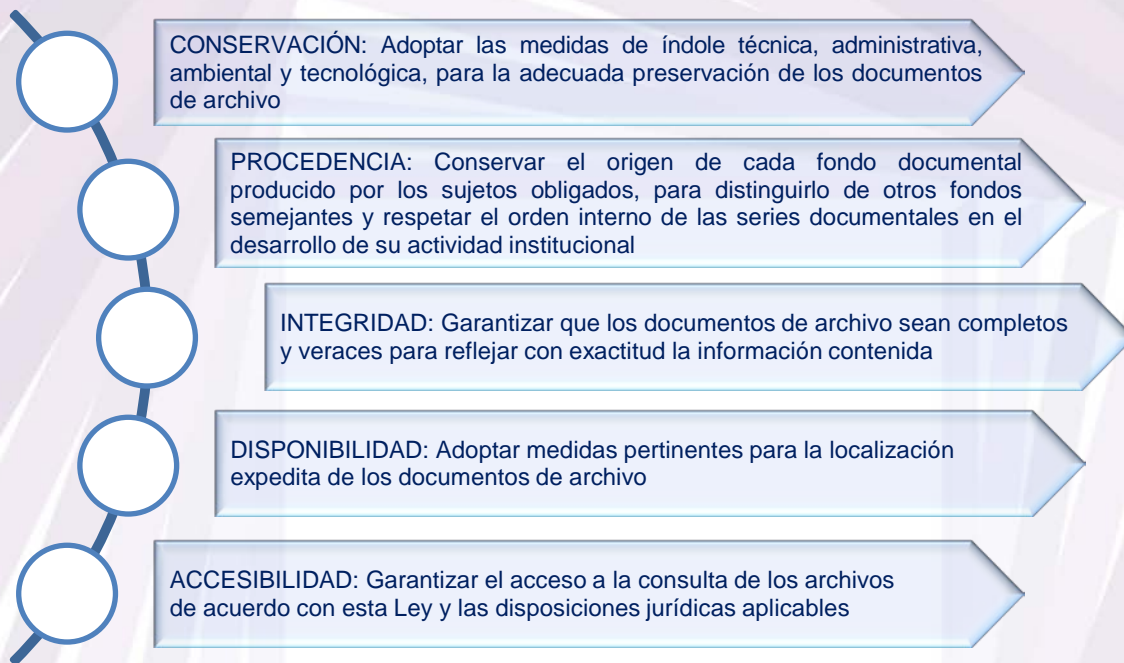 CONSERVACIÓN: Adoptar las medidas de índole técnica, administrativa,
ambiental y tecnológica, para la adecuada preservación de los documentos
de archivo
PROCEDENCIA: Conservar el origen de cada fondo documental
producido por los sujetos obligados, para distinguirlo de otros fondos
semejantes y respetar el orden interno de las series documentales en el
desarrollo de su actividad institucional
INTEGRIDAD: Garantizar que los documentos de archivo sean completos
y veraces para reflejar con exactitud la información contenida
DISPONIBILIDAD: Adoptar medidas pertinentes para la localización
expedita de los documentos de archivo
ACCESIBILIDAD: Garantizar el acceso a la consulta de los archivos
de acuerdo con esta Ley y las disposiciones jurídicas aplicables